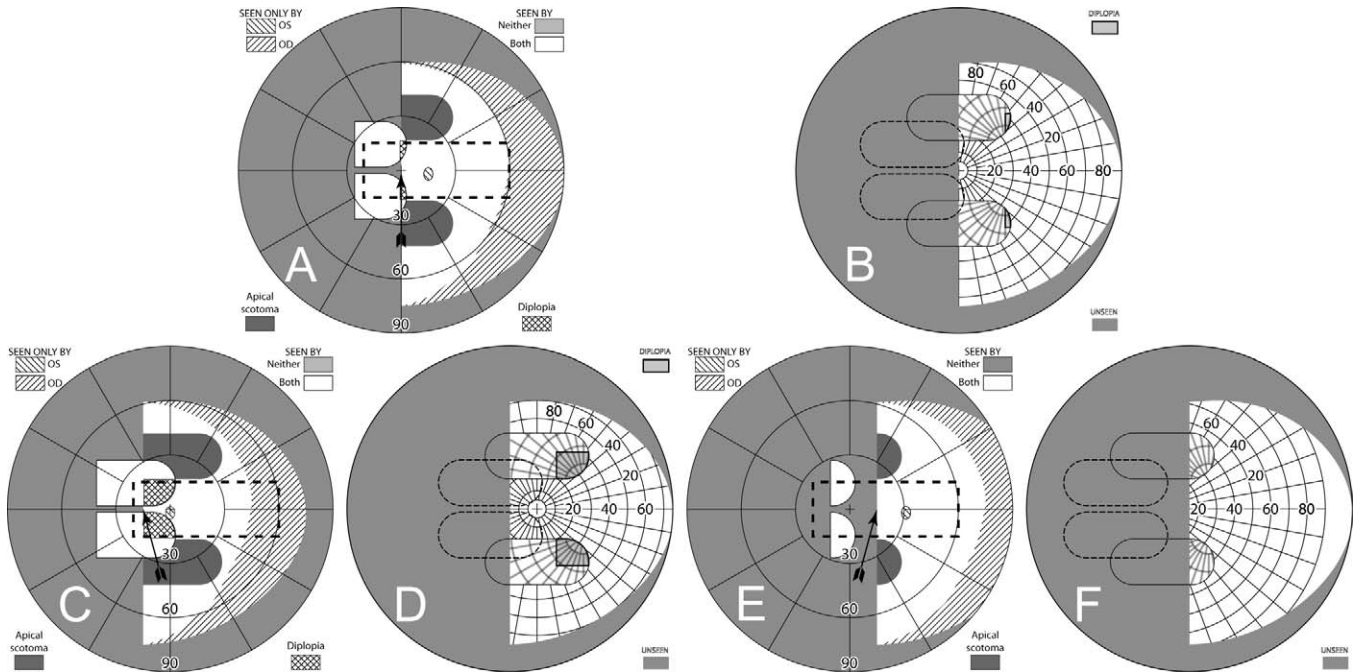 SEEN ONLY BY
OS
OD
SEEN BY
Neither
Both
30
60
90
A
Apical
scotoma
Diplopia
DIPLOPIA
80
60
40
20
20 40 60 80
B
UNSEEN
SEEN ONLY BY
OS
OD
SEEN BY
Neither
Both
30
60
90
C
Apical
scotoma
Diplopia
DIPLOPIA
80
60
40
20
20 40 60
D
UNSEEN
SEEN ONLY BY
OS
OD
SEEN BY
Neither
Both
30
60
90
E
Apical
scotoma
60
40
20
20 40 60 80
F
UNSEEN